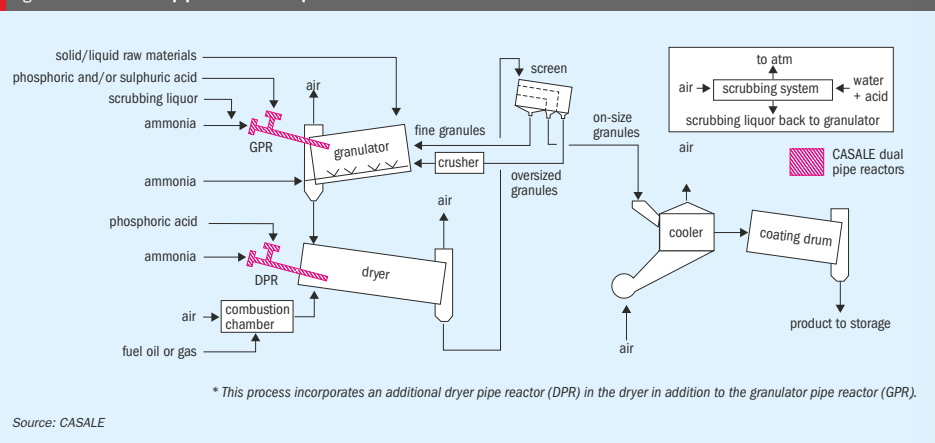 solid/liquid raw materials
phosphoric and/or sulphuric acid
scrubbing liquor
ammonia
GPR
air
granulator
ammonia
fine granules
crusher
oversized
granules
screen
on-size
granules
to atm
air
scrubbing system
water
+ acid
scrubbing liquor back to granulator
CASALE dual
pipe reactors
phosphoric acid
ammonia
DPR
dryer
air
air
combustion
chamber
fuel oil or gas
air
cooler
air
coating drum
product to storage
* This process incorporates an additional dryer pipe reactor (DPR) in the dryer in addition to the granulator pipe reactor (GPR).
Source: CASALE